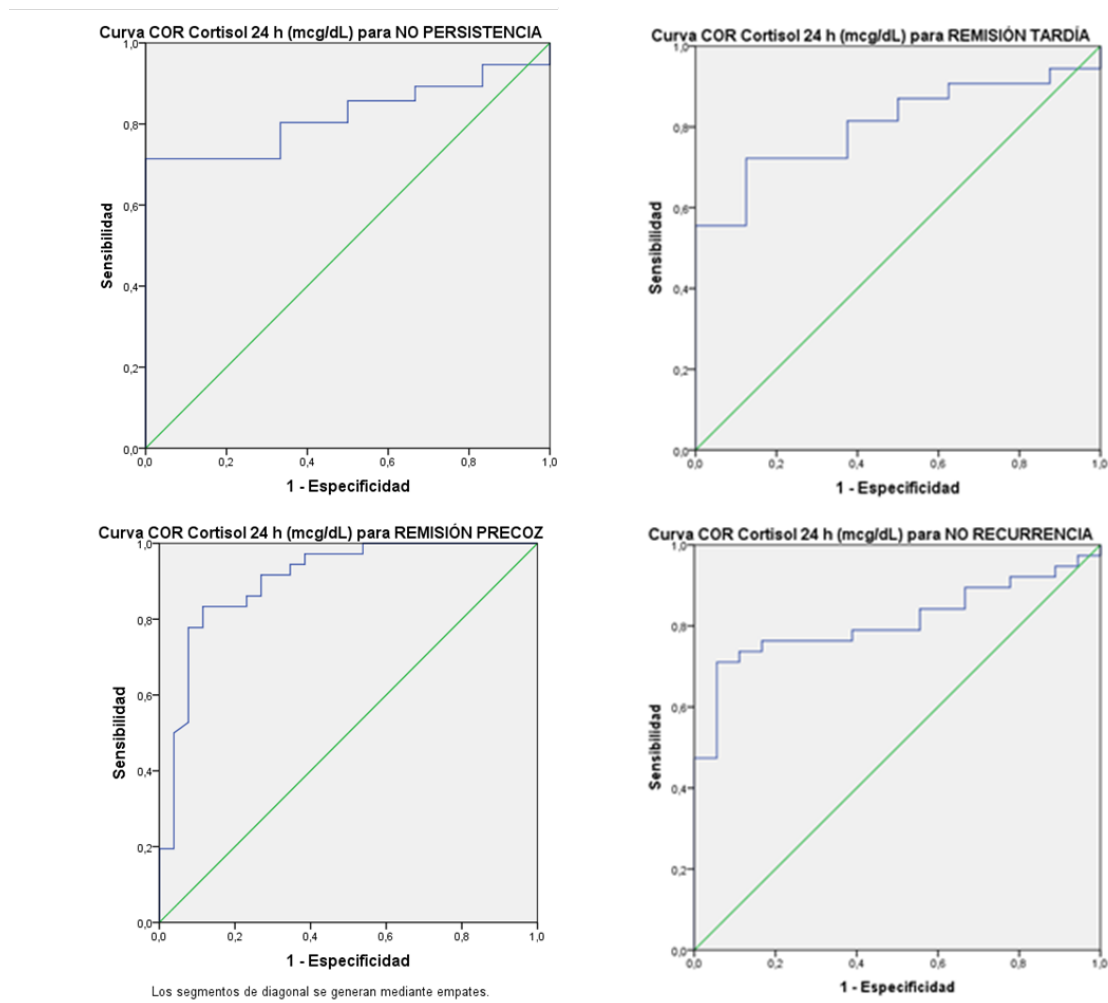 Curva COR Cortisol 24 h (mcg/dL) para NO PERSISTENCIA
1,0
0,8
0,6
0,4
0,2
0,0
Sensibilidad
0,0 0,2 0,4 0,6 0,8 1,0
1 - Especificidad
Curva COR Cortisol 24 h (mcg/dL) para REMISIÓN TARDÍA
1,0
0,8
0,6
0,4
0,2
0,0
Sensibilidad
0,0 0,2 0,4 0,6 0,8 1,0
1 - Especificidad
Curva COR Cortisol 24 h (mcg/dL) para REMISIÓN PRECOZ
1,0
0,8
0,6
0,4
0,2
0,0
Sensibilidad
0,0 0,2 0,4 0,6 0,8 1,0
1 - Especificidad
Los segmentos de diagonal se generan mediante empates.
Curva COR Cortisol 24 h (mcg/dL) para NO RECURRENCIA
1,0
0,8
0,6
0,4
0,2
0,0
Sensibilidad
0,0 0,2 0,4 0,6 0,8 1,0
1 - Especificidad